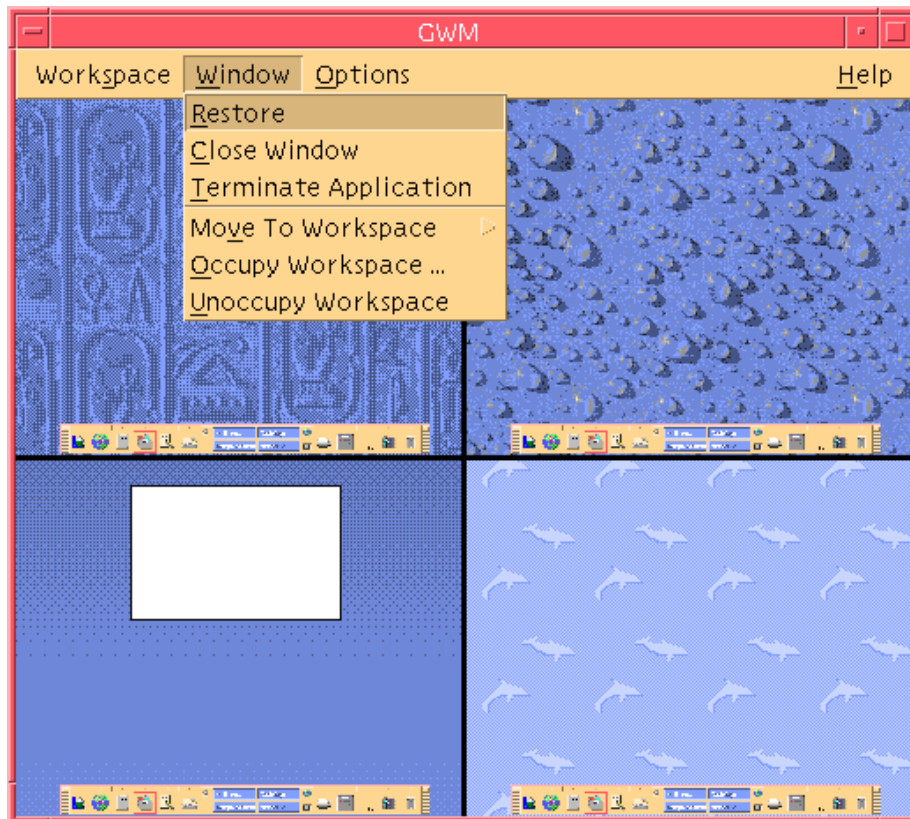 GWM
Workspace Window Options Help
Restore
Close Window
Terminate Application
Move To Workspace
Occupy Workspace ...
Unoccupy Workspace